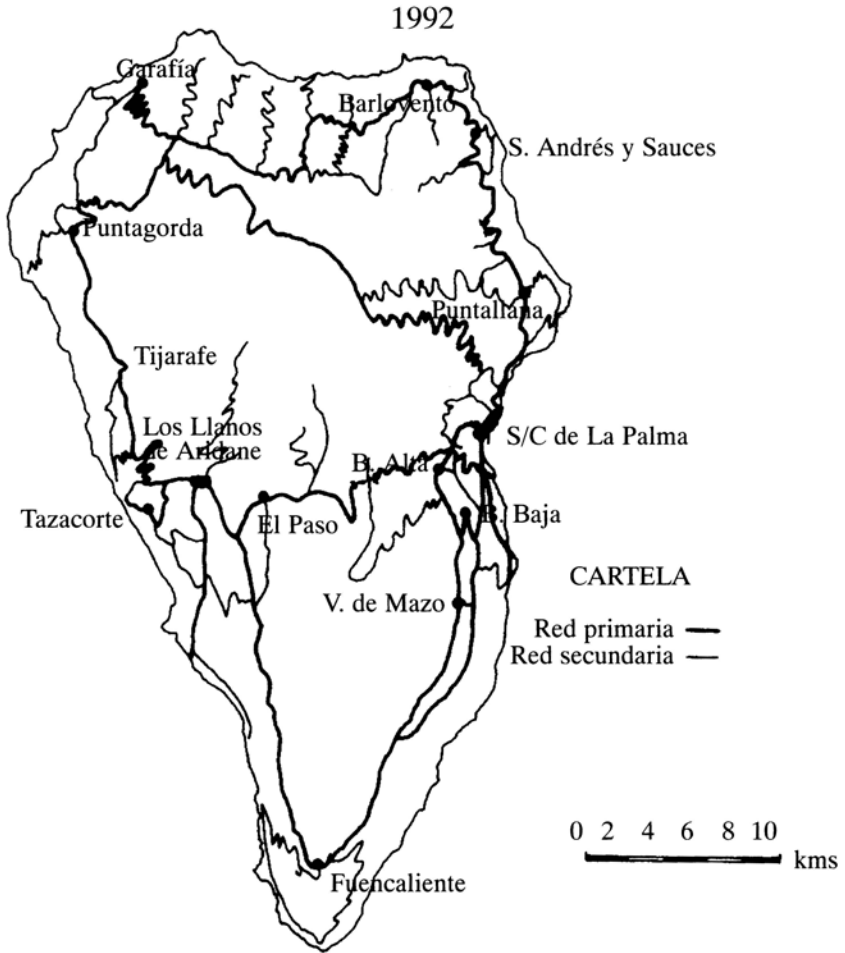 1992
Garafía
Barlovento
S. Andrés y Sauces
Puntagorda
Puntallana
Tijarafe
Los Llanos
de Aridane
S/C de La Palma
B. Alta
Tazacorte
El Paso
B. Baja
CARTELA
V. de Mazo
Red primaria
Red secundaria
0 2 4 6 8 10
kms
Fuencaliente